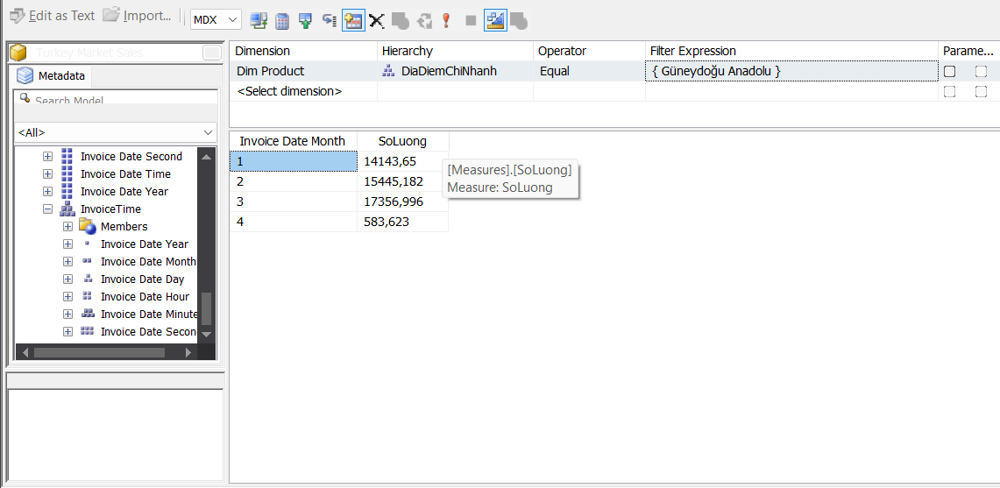 Edit as Text Import... MDX
Turkey Market Sales
Metadata
Search Model
<All>
Invoice Date Second
Invoice Date Time
Invoice Date Year
InvoiceTime
Members
Invoice Date Year
Invoice Date Month
Invoice Date Day
Invoice Date Hour
Invoice Date Minute
Invoice Date Secon
Dimension Hierarchy Operator Filter Expression Parame...
Dim Product DiaDiemChiNhanh Equal { Güneydoğu Anadolu }
<Select dimension>
Invoice Date Month SoLuong
1 14143,65
2 15445,182
3 17356,996
4 583,623
[Measures].[SoLuong]
Measure: SoLuong